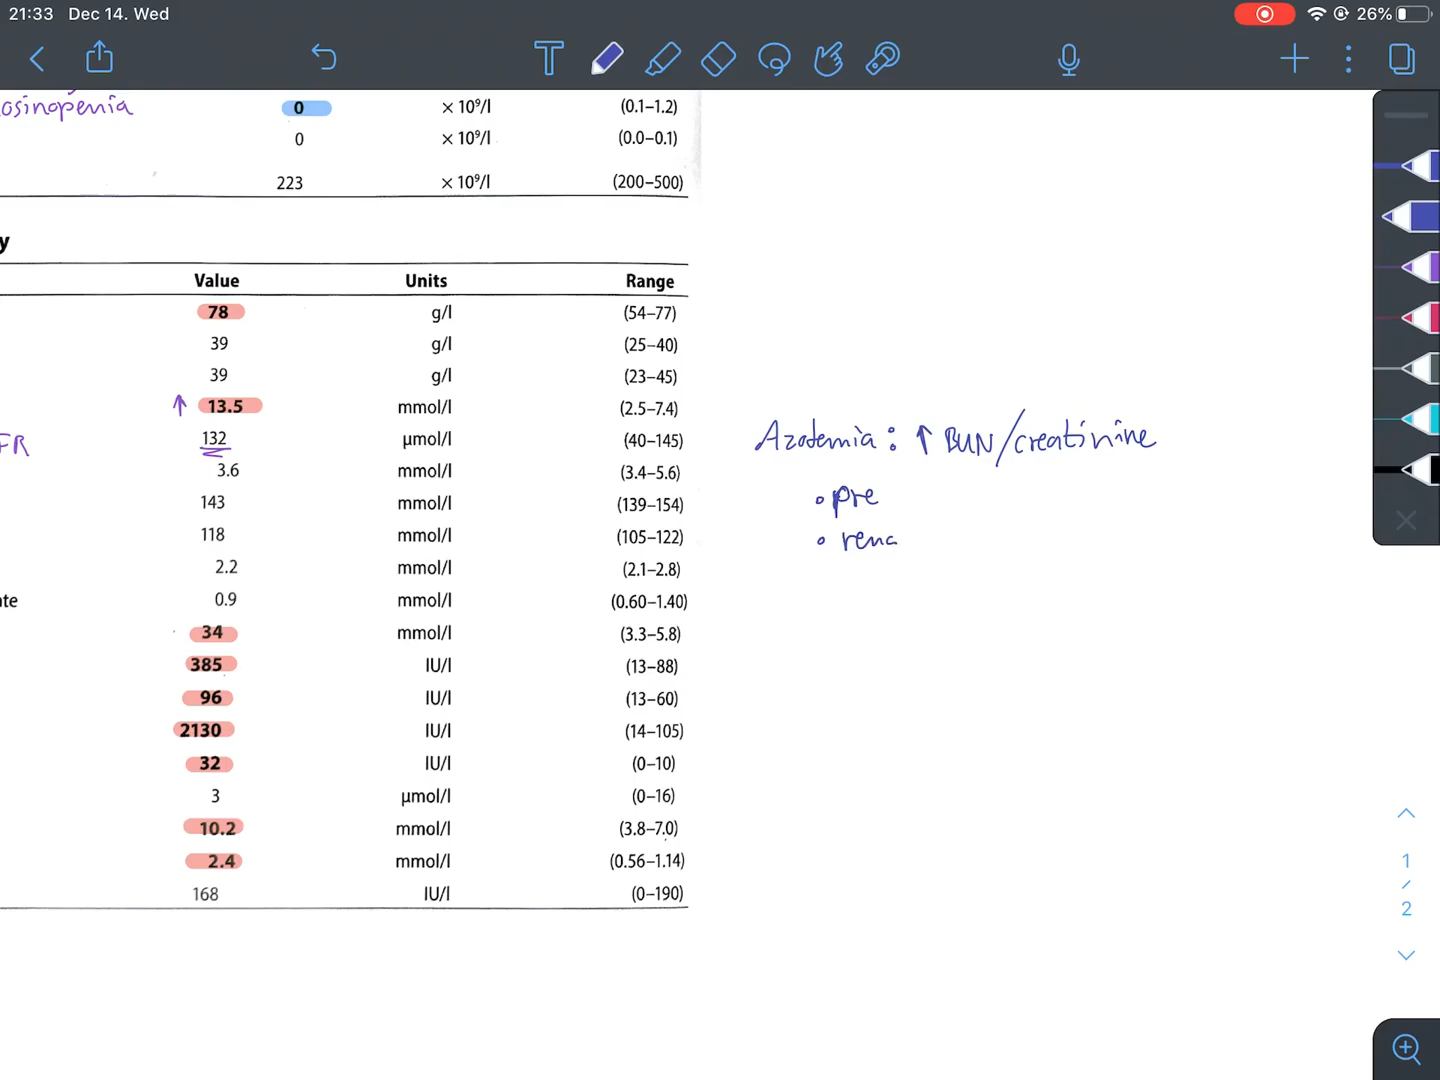 21:33 Dec 14. Wed 26%
osinopenia 0 × 10⁹/l (0.1–1.2)
0 × 10⁹/l (0.0–0.1)
223 × 10⁹/l (200–500)
y
Value Units Range
78 g/l (54–77)
39 g/l (25–40)
39 g/l (23–45)
↑ 13.5 mmol/l (2.5–7.4)
FR 132 µmol/l (40–145)
3.6 mmol/l (3.4–5.6)
143 mmol/l (139–154)
118 mmol/l (105–122)
2.2 mmol/l (2.1–2.8)
ate 0.9 mmol/l (0.60–1.40)
34 mmol/l (3.3–5.8)
385 IU/l (13–88)
96 IU/l (13–60)
2130 IU/l (14–105)
32 IU/l (0–10)
3 µmol/l (0–16)
10.2 mmol/l (3.8–7.0)
2.4 mmol/l (0.56–1.14)
168 IU/l (0–190)
Azotemia: ↑ BUN/creatinine
• pre
• rena
1
/
2